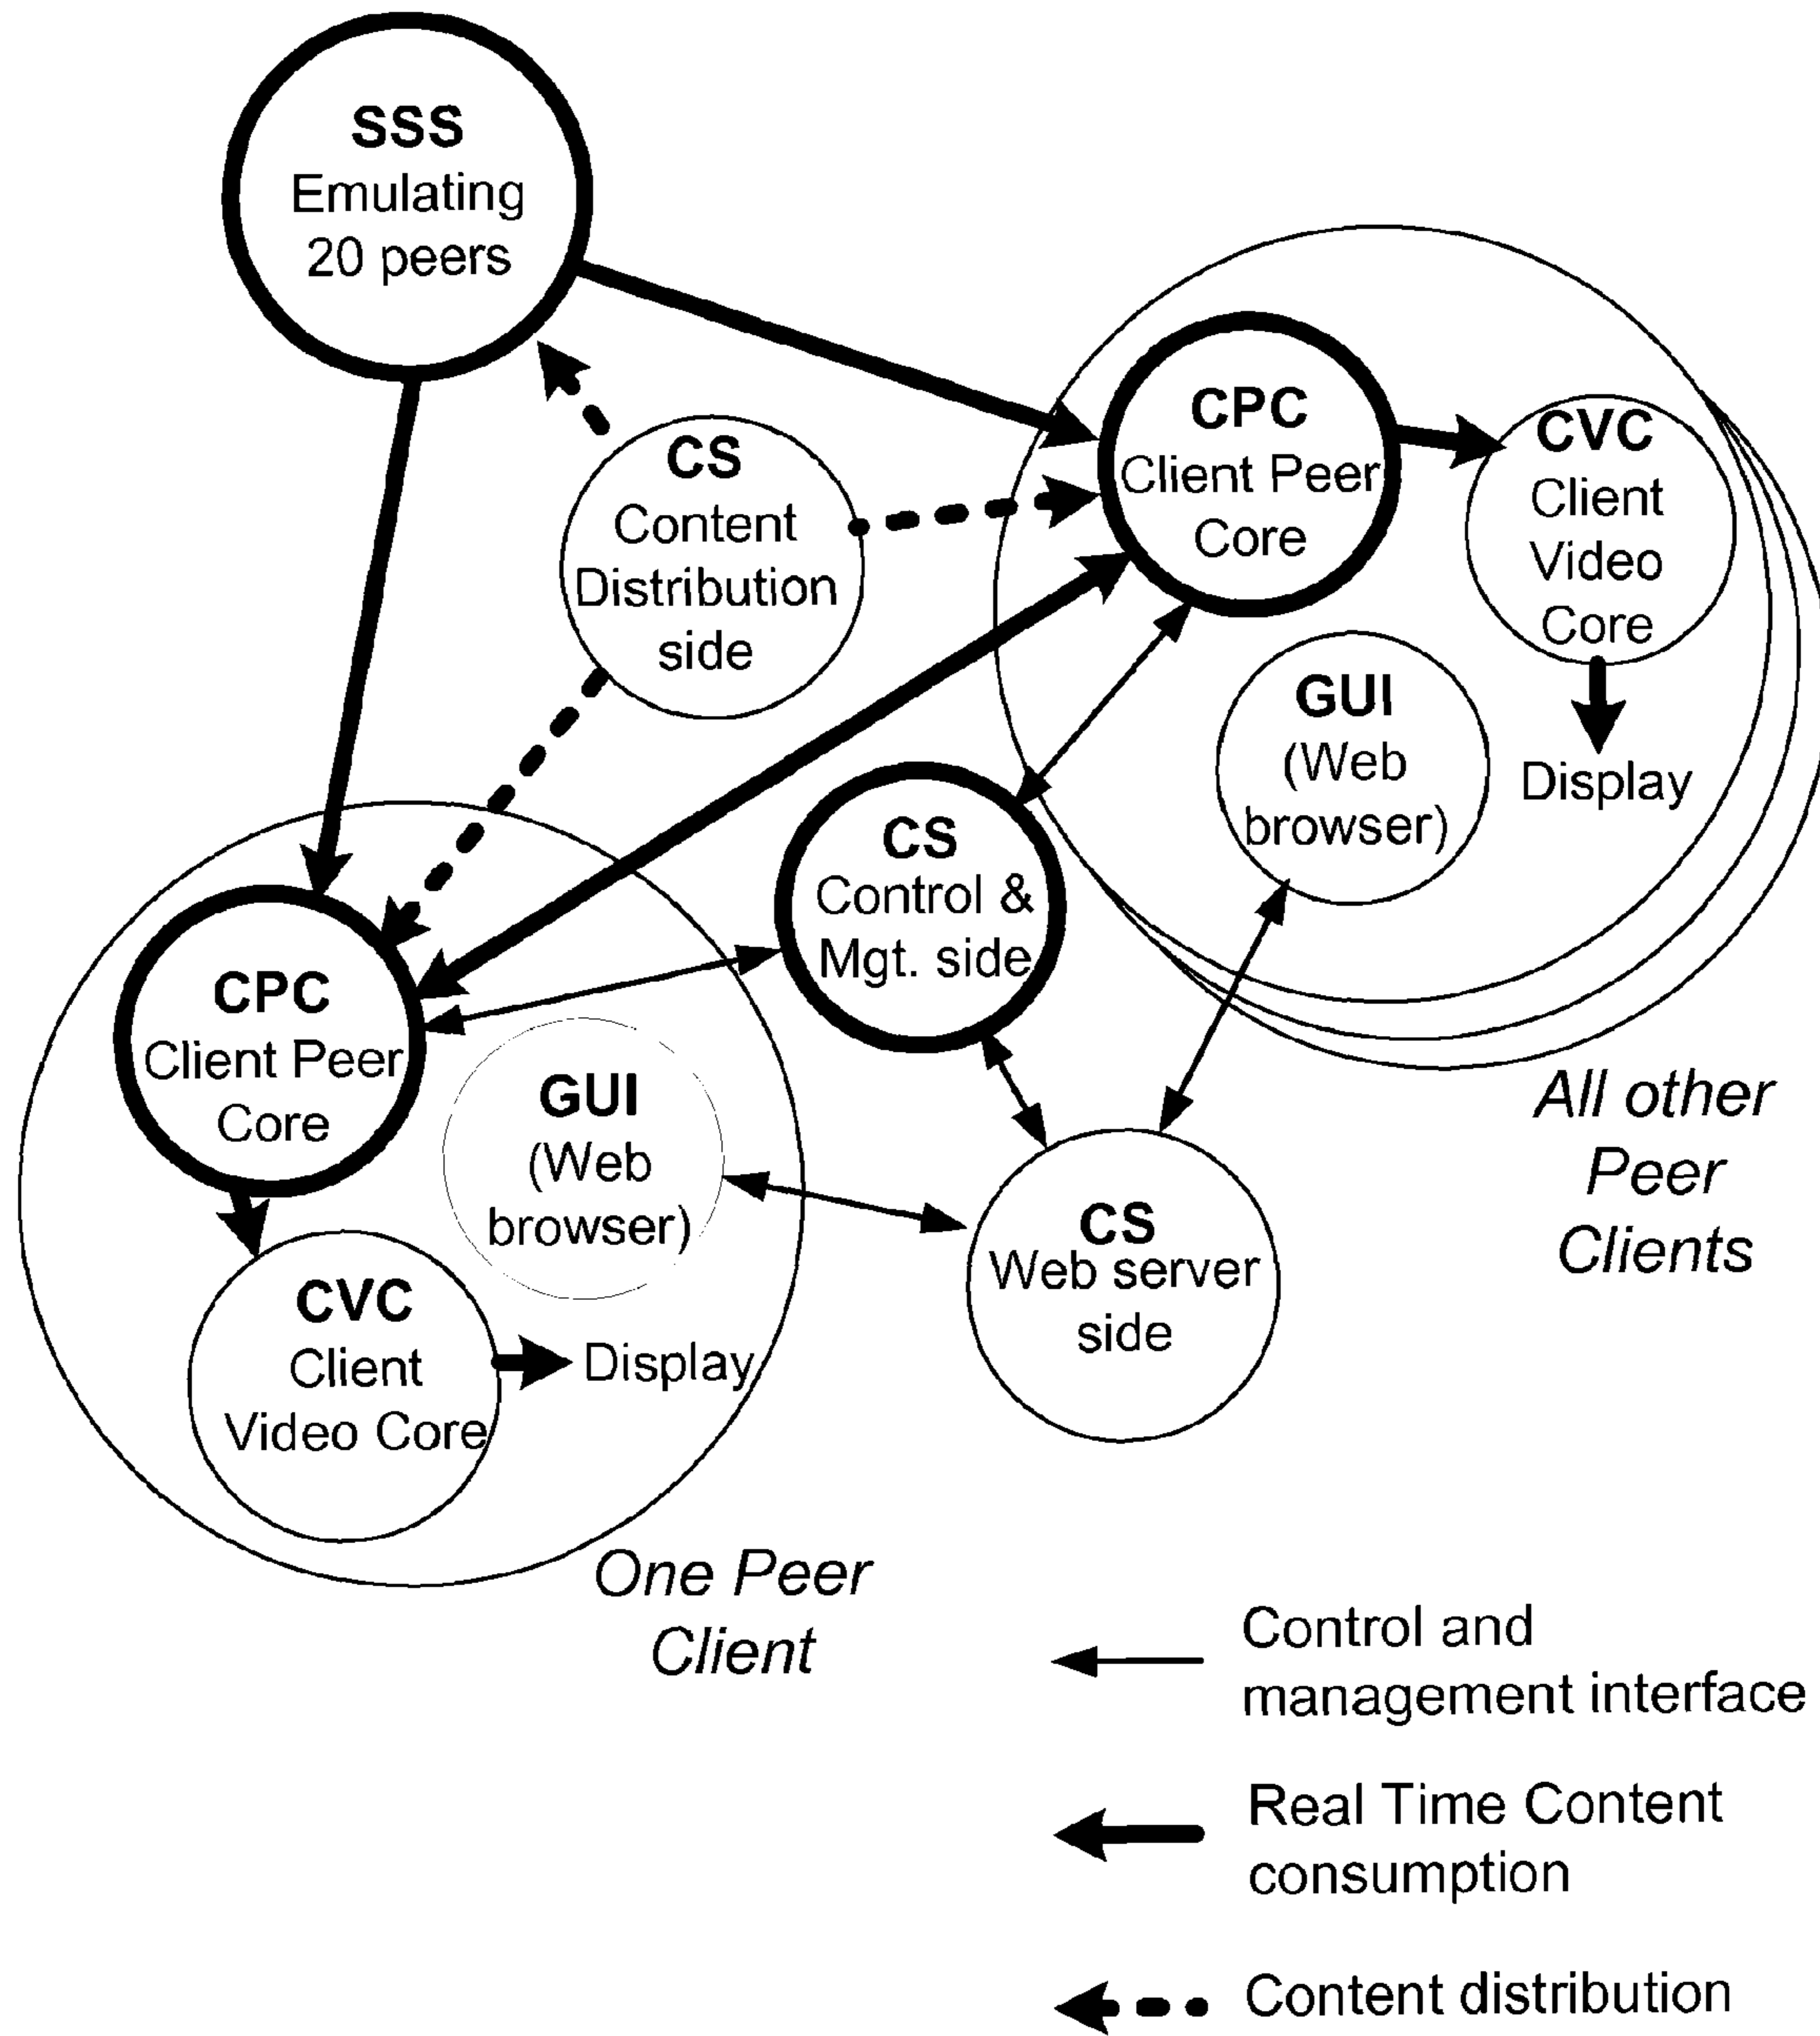 SSS
Emulating
20 peers
CS
Content
Distribution
side
CPC
Client Peer
Core
CVC
Client
Video
Core
GUI
(Web
browser)
Display
CS
Control &
Mgt. side
All other
Peer
Clients
CPC
Client Peer
Core
GUI
(Web
browser)
CVC
Client
Video Core
Display
CS
Web server
side
One Peer
Client
Control and
management interface
Real Time Content
consumption
Content distribution